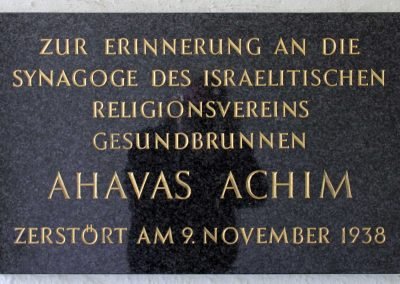 ZUR ERINNERUNG AN DIE
SYNAGOGE DES ISRAELITISCHEN
RELIGIONSVEREINS
GESUNDBRUNNEN
AHAVAS ACHIM
ZERSTÖRT AM 9. NOVEMBER 1938